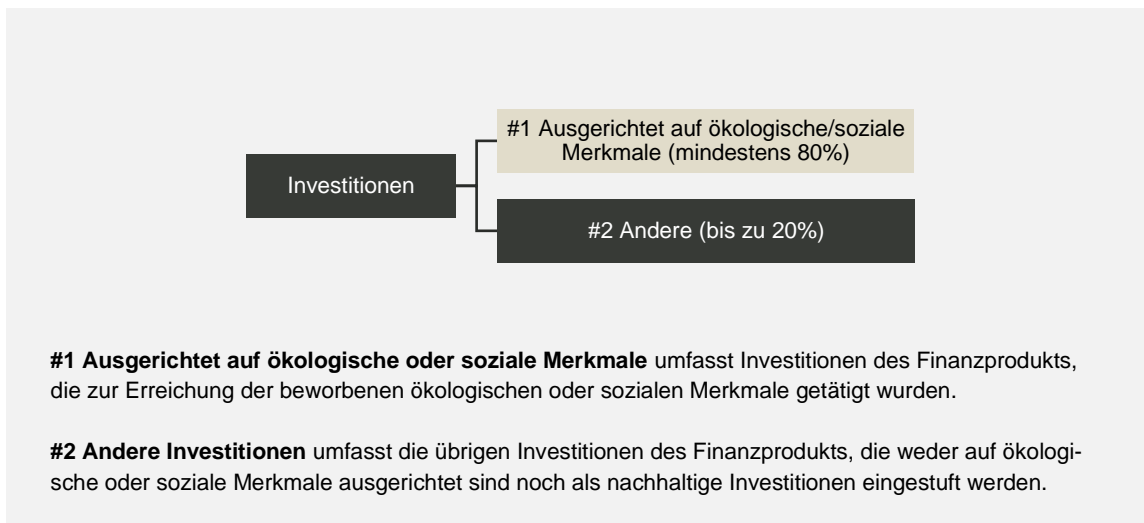 #1 Ausgerichtet auf ökologische/soziale
Merkmale (mindestens 80%)
Investitionen
#2 Andere (bis zu 20%)
#1 Ausgerichtet auf ökologische oder soziale Merkmale umfasst Investitionen des Finanzprodukts,
die zur Erreichung der beworbenen ökologischen oder sozialen Merkmale getätigt wurden.
#2 Andere Investitionen umfasst die übrigen Investitionen des Finanzprodukts, die weder auf ökologi-
sche oder soziale Merkmale ausgerichtet sind noch als nachhaltige Investitionen eingestuft werden.